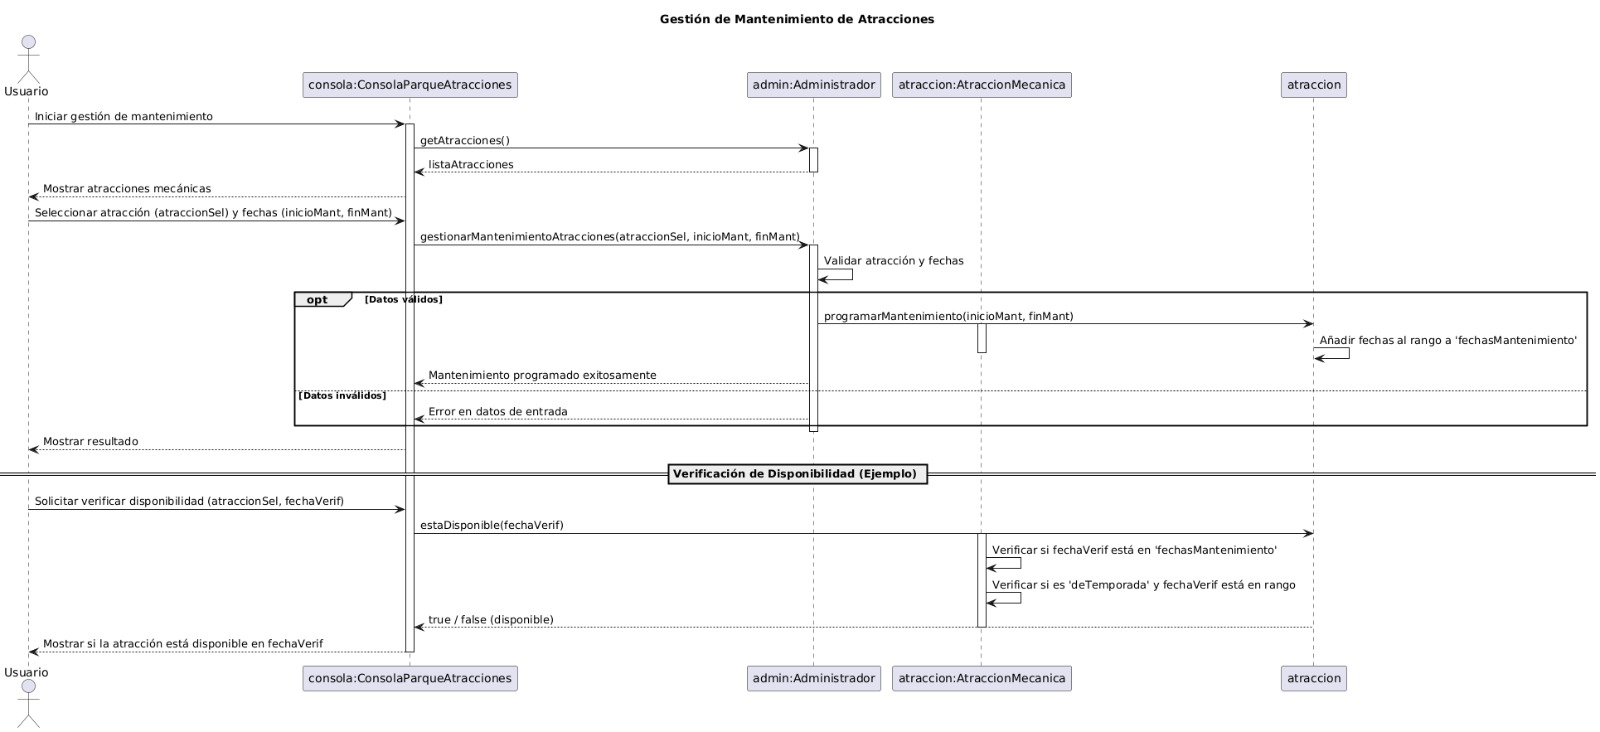 Gestión de Mantenimiento de Atracciones
Usuario
consola:ConsolaParqueAtracciones
admin:Administrador
atraccion:AtraccionMecanica
atraccion
Iniciar gestión de mantenimiento
getAtracciones()
listaAtracciones
Mostrar atracciones mecánicas
Seleccionar atracción (atraccionSel) y fechas (inicioMant, finMant)
gestionarMantenimientoAtracciones(atraccionSel, inicioMant, finMant)
Validar atracción y fechas
opt [Datos válidos]
programarMantenimiento(inicioMant, finMant)
Añadir fechas al rango a 'fechasMantenimiento'
Mantenimiento programado exitosamente
[Datos inválidos]
Error en datos de entrada
Mostrar resultado
Verificación de Disponibilidad (Ejemplo)
Solicitar verificar disponibilidad (atraccionSel, fechaVerif)
estaDisponible(fechaVerif)
Verificar si fechaVerif está en 'fechasMantenimiento'
Verificar si es 'deTemporada' y fechaVerif está en rango
true / false (disponible)
Mostrar si la atracción está disponible en fechaVerif
Usuario
consola:ConsolaParqueAtracciones
admin:Administrador
atraccion:AtraccionMecanica
atraccion